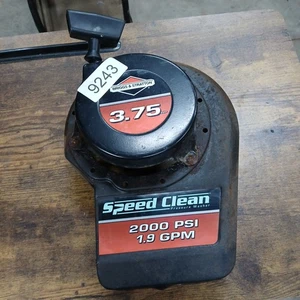 9243
BRIGGS & STRATTON
3.75
Speed Clean
Pressure Washer
2000 PSI
1.9 GPM